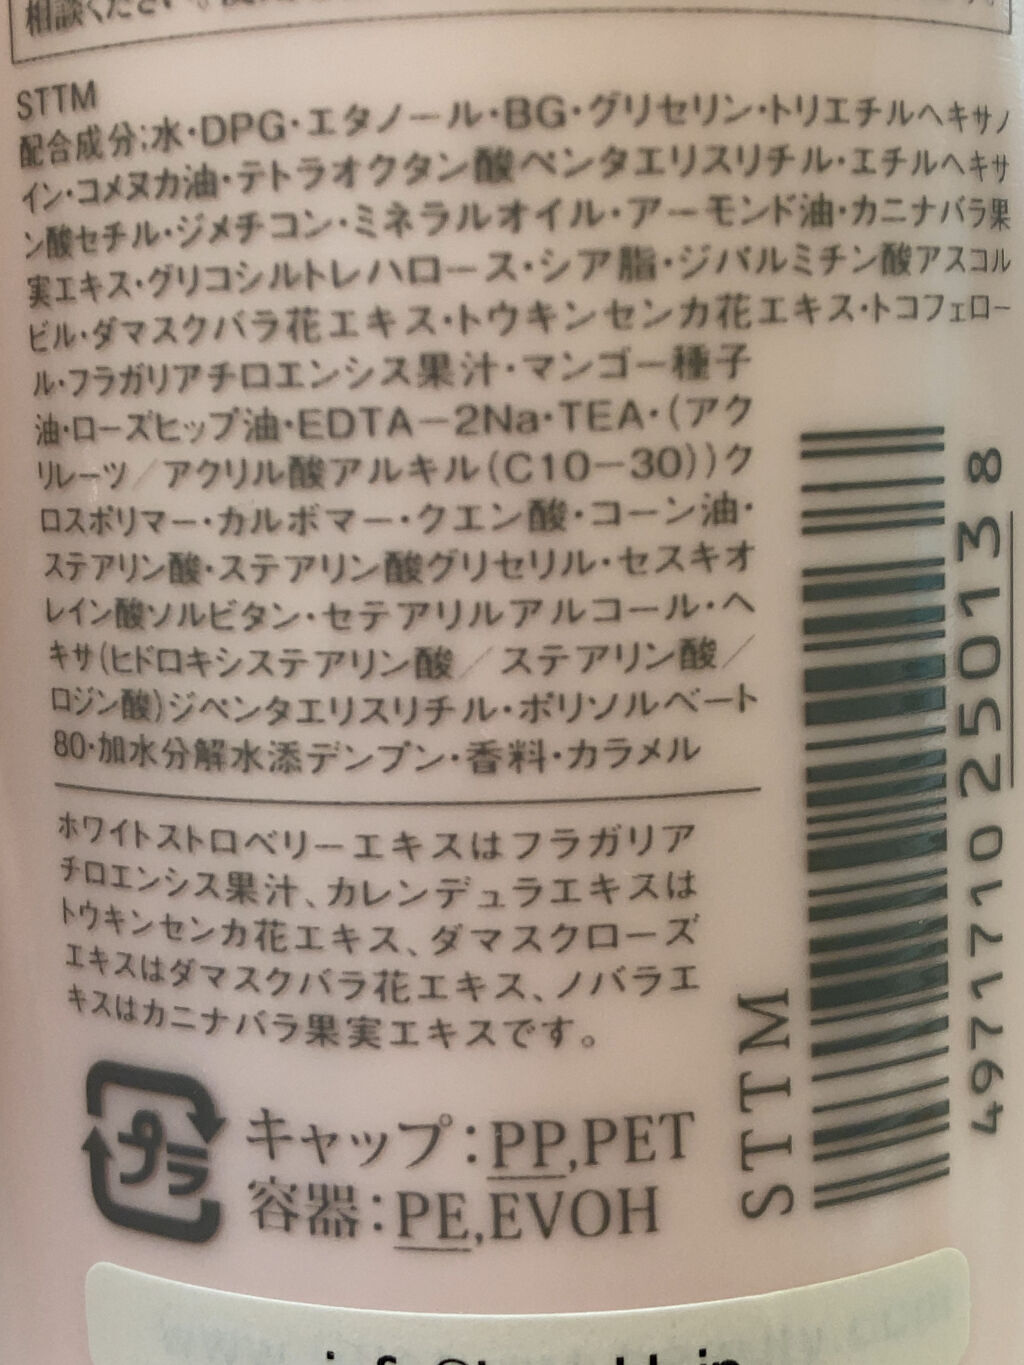 相談ください。
STTM
配合成分:水・DPG・エタノール・BG・グリセリン・トリエチルヘキサノ
イン・コメヌカ油・テトラオクタン酸ペンタエリスリチル・エチルヘキサ
ン酸セチル・ジメチコン・ミネラルオイル・アーモンド油・カニナバラ果
実エキス・グリコシルトレハロース・シア脂・ジパルミチン酸アスコル
ビル・ダマスクバラ花エキス・トウキンセンカ花エキス・トコフェロー
ル・フラガリアチロエンシス果汁・マンゴー種子
油・ローズヒップ油・EDTA-2Na・TEA・(アク
リレーツ/アクリル酸アルキル(C10-30))ク
ロスポリマー・カルボマー・クエン酸・コーン油・
ステアリン酸・ステアリン酸グリセリル・セスキオ
レイン酸ソルビタン・セテアリルアルコール・ヘ
キサ(ヒドロキシステアリン酸/ステアリン酸/
ロジン酸)ジペンタエリスリチル・ポリソルベート
80・加水分解水添デンプン・香料・カラメル
ホワイトストロベリーエキスはフラガリア
チロエンシス果汁、カレンデュラエキスは
トウキンセンカ花エキス、ダマスクローズ
エキスはダマスクバラ花エキス、ノバラエ
キスはカニナバラ果実エキスです。
プラ
キャップ:PP,PET
容器:PE,EVOH
STTM
4971710 250138